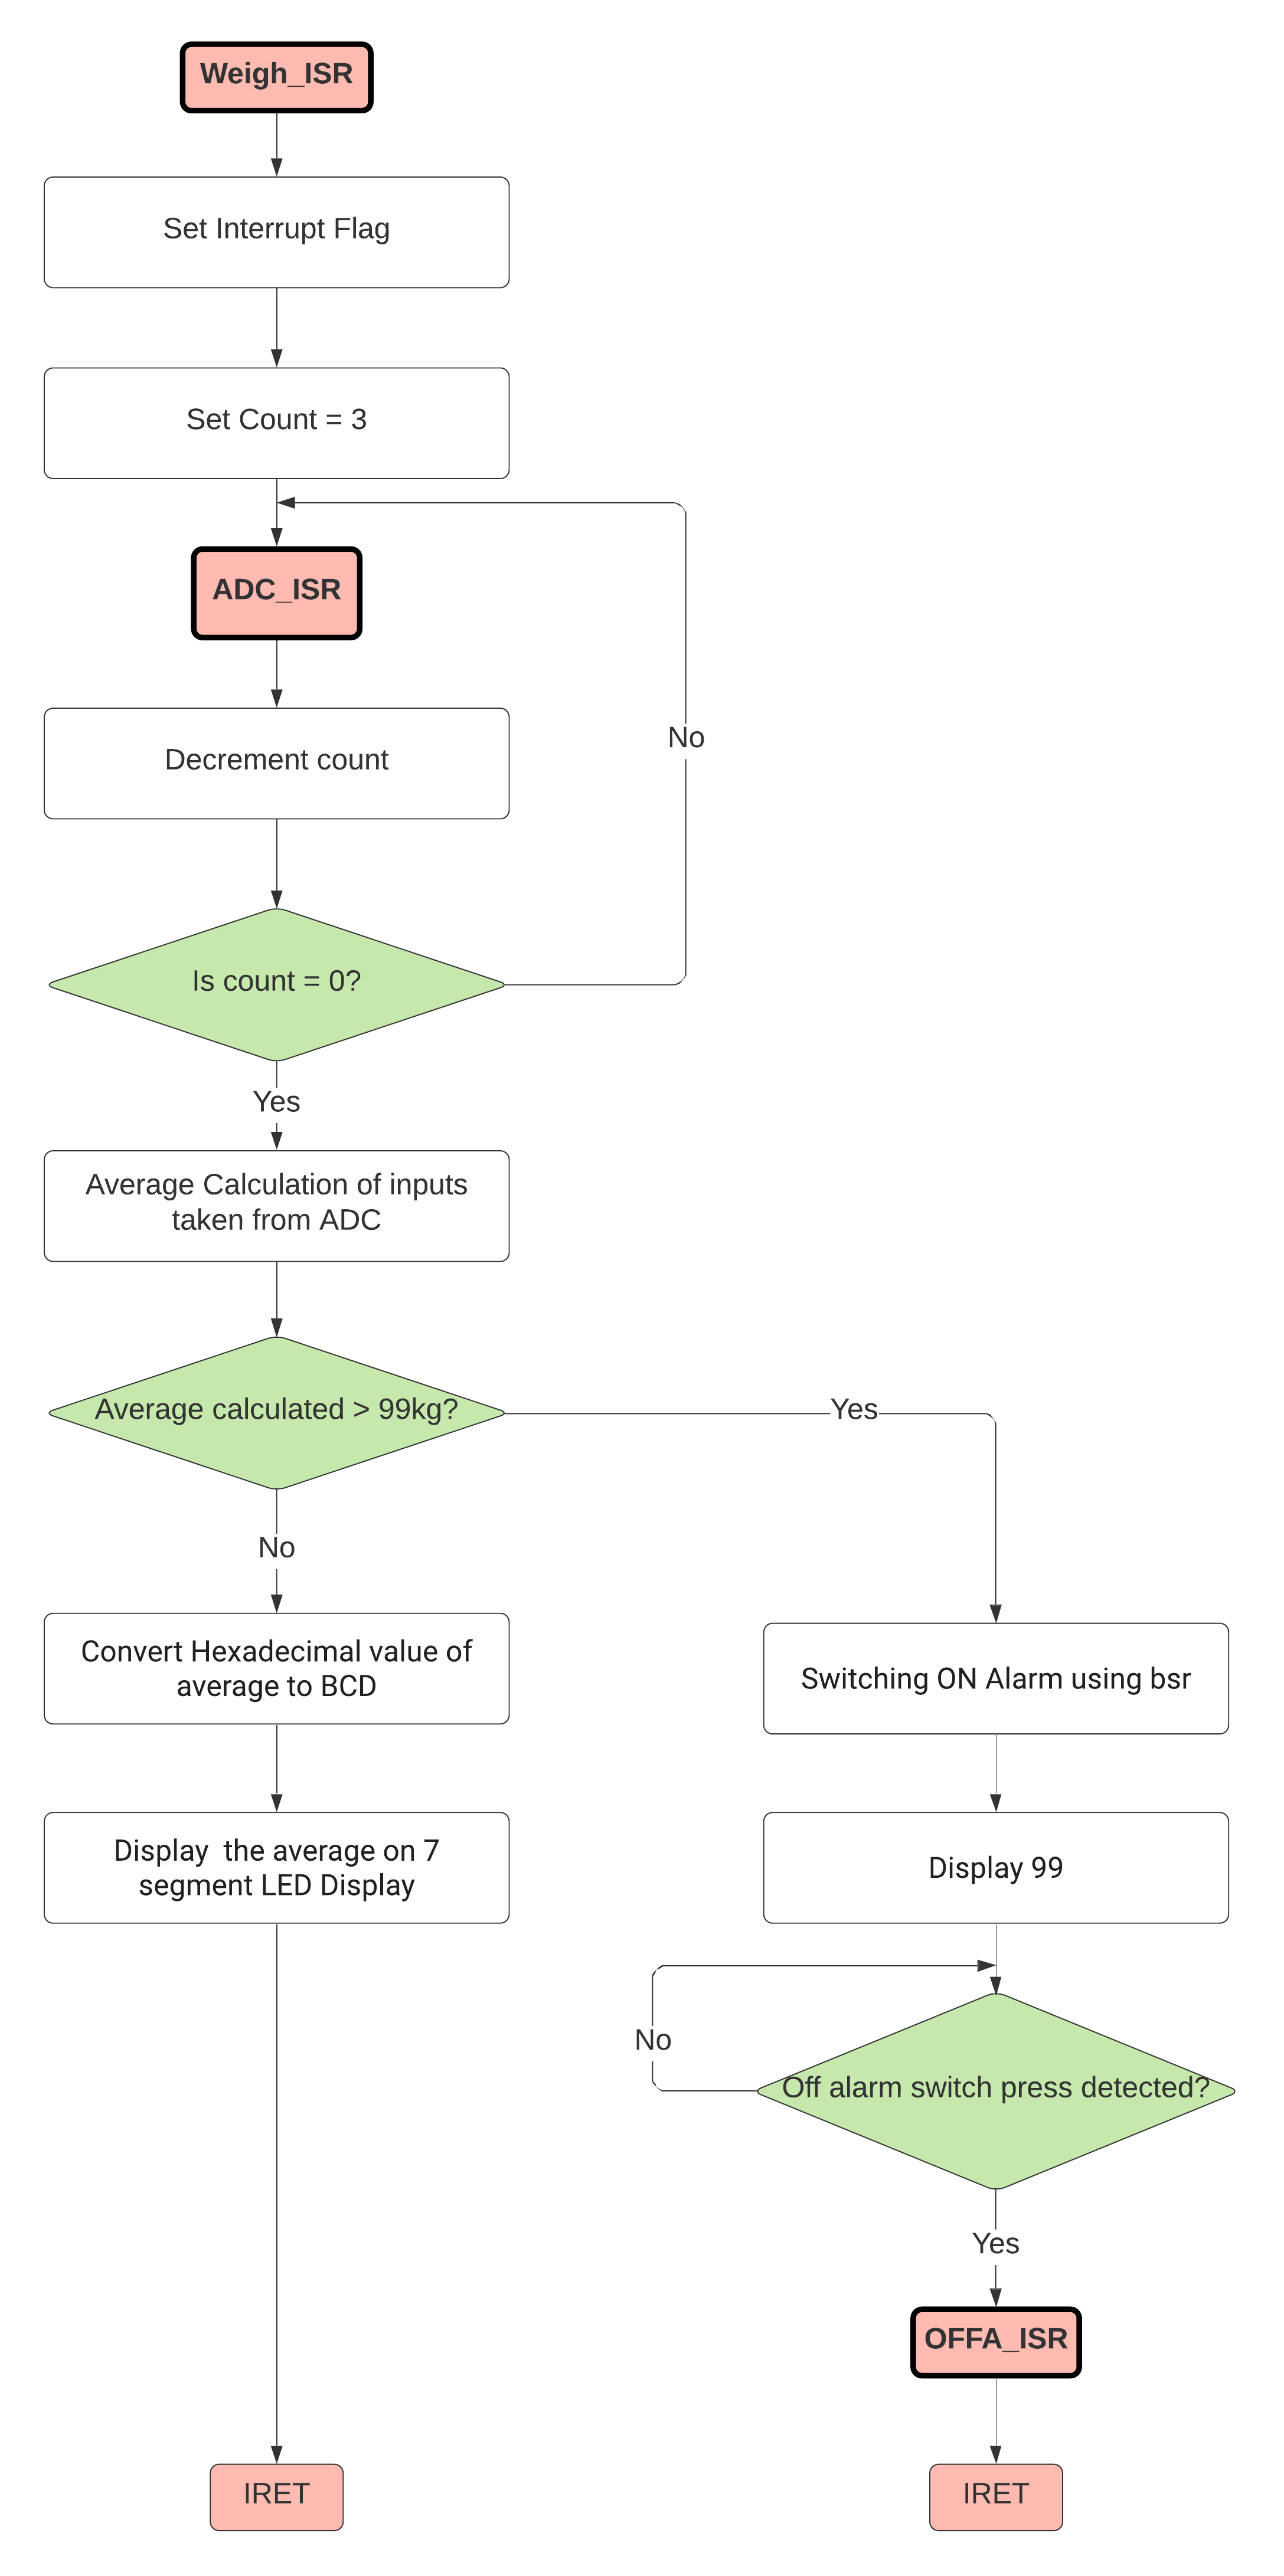 Weigh_ISR
Set Interrupt Flag
Set Count = 3
ADC_ISR
Decrement count
No
Is count = 0?
Yes
Average Calculation of inputs
taken from ADC
Average calculated > 99kg?
Yes
No
Convert Hexadecimal value of
average to BCD
Switching ON Alarm using bsr
Display  the average on 7
segment LED Display
Display 99
No
Off alarm switch press detected?
Yes
OFFA_ISR
IRET
IRET